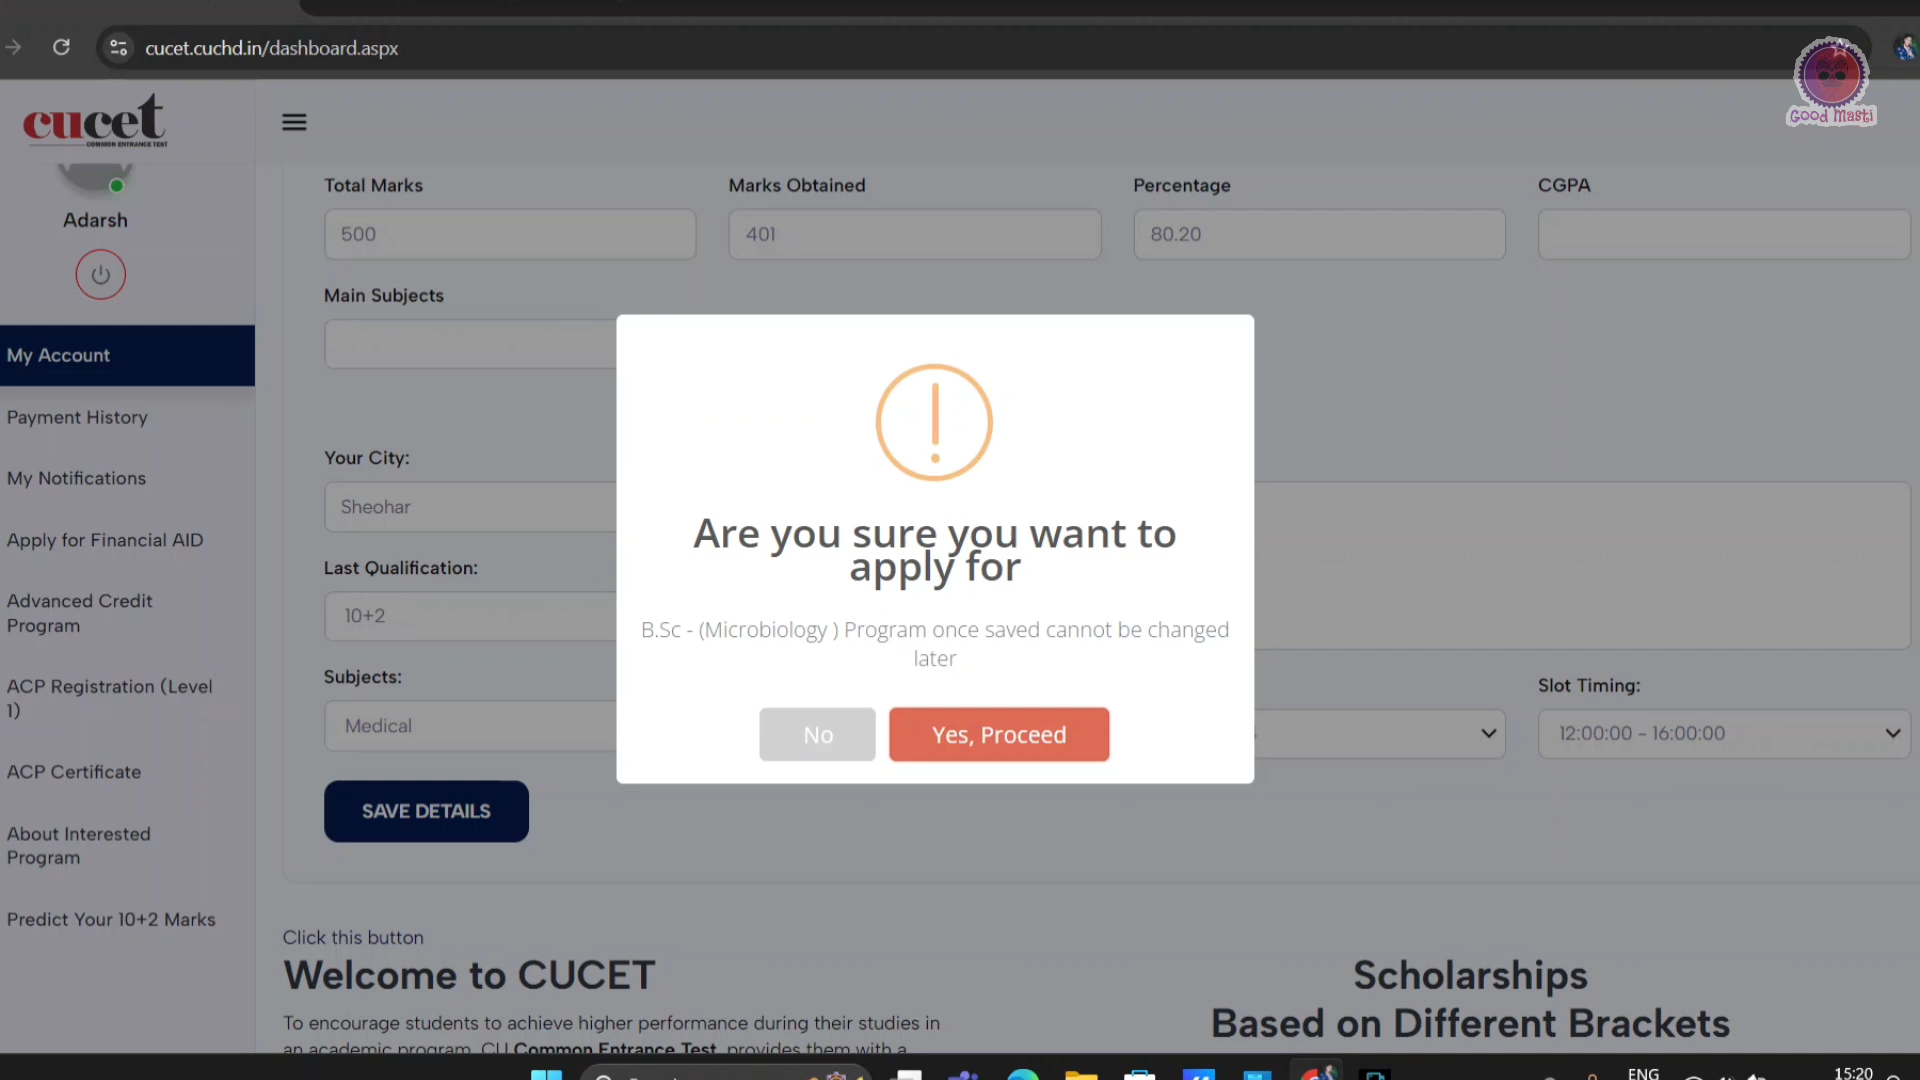 cucet.cuchd.in/dashboard.aspx
Good Masti
cucet
COMMON ENTRANCE TEST
Adarsh
My Account
Payment History
My Notifications
Apply for Financial AID
Advanced Credit
Program
ACP Registration (Level
1)
ACP Certificate
About Interested
Program
Predict Your 10+2 Marks
Total Marks
Marks Obtained
Percentage
CGPA
500
401
80.20
Main Subjects
Your City:
Sheohar
Last Qualification:
10+2
Subjects:
Medical
Slot Timing:
12:00:00 - 16:00:00
SAVE DETAILS
Are you sure you want to
apply for
B.Sc - (Microbiology ) Program once saved cannot be changed
later
No
Yes, Proceed
Click this button
Welcome to CUCET
To encourage students to achieve higher performance during their studies in
an academic program, CU Common Entrance Test, provides them with a
Scholarships
Based on Different Brackets
ENG
15:20